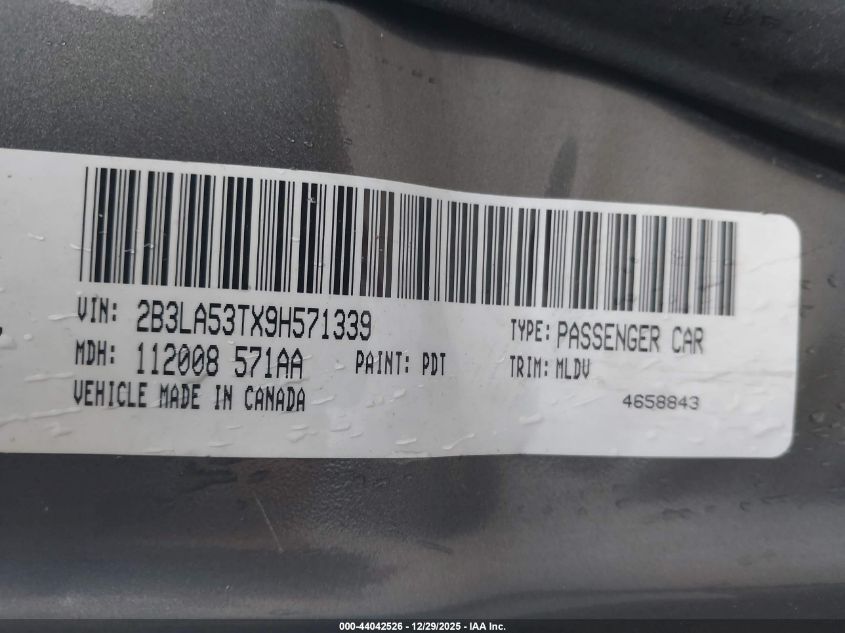 VIN: 2B3LA53TX9H571339 TYPE: PASSENGER CAR
MDH: 112008 571AA PAINT: PDT TRIM: MLDV
VEHICLE MADE IN CANADA 4658843
000-44042526 - 12/29/2025 - IAA Inc.